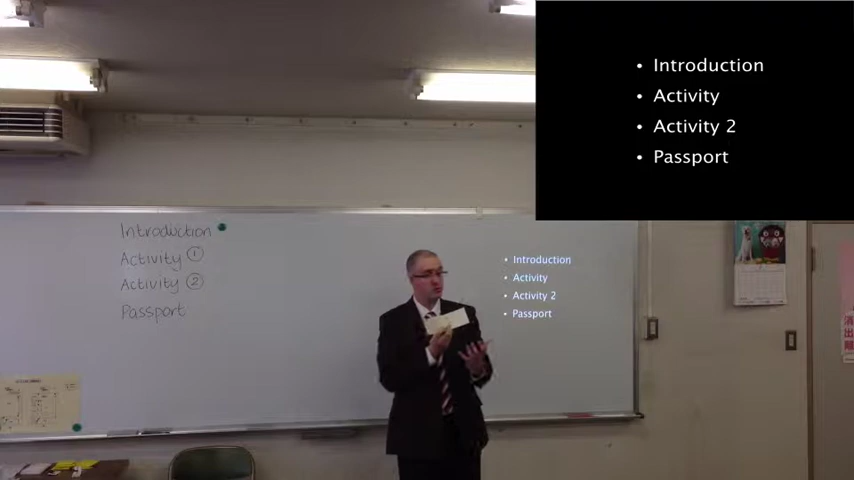 • Introduction
• Activity
• Activity 2
• Passport
Introduction
Activity ①
Activity ②
Passport
• Introduction
• Activity
• Activity 2
• Passport